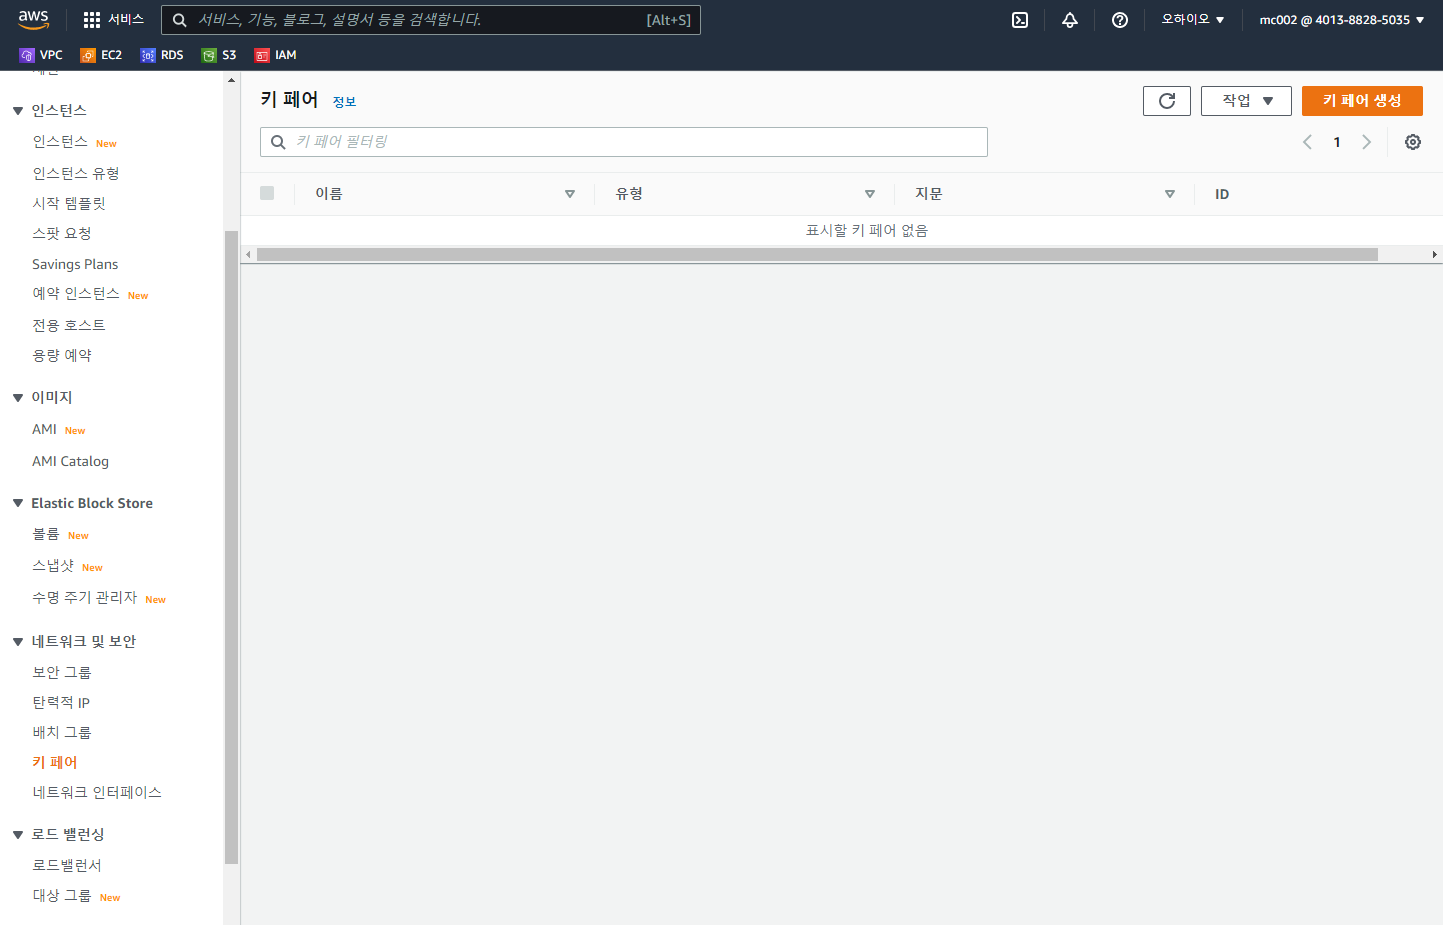 aws 서비스 서비스, 기능, 블로그, 설명서 등을 검색합니다. [Alt+S] 오하이오 ▼ mc002 @ 4013-8828-5035 ▼
VPC EC2 RDS S3 IAM
인스턴스
인스턴스 New
인스턴스 유형
시작 템플릿
스팟 요청
Savings Plans
예약 인스턴스 New
전용 호스트
용량 예약
이미지
AMI New
AMI Catalog
Elastic Block Store
볼륨 New
스냅샷 New
수명 주기 관리자 New
네트워크 및 보안
보안 그룹
탄력적 IP
배치 그룹
키 페어
네트워크 인터페이스
로드 밸런싱
로드밸런서
대상 그룹 New
키 페어 정보
작업 ▼ 키 페어 생성
키 페어 필터링
1
이름 유형 지문 ID
표시할 키 페어 없음